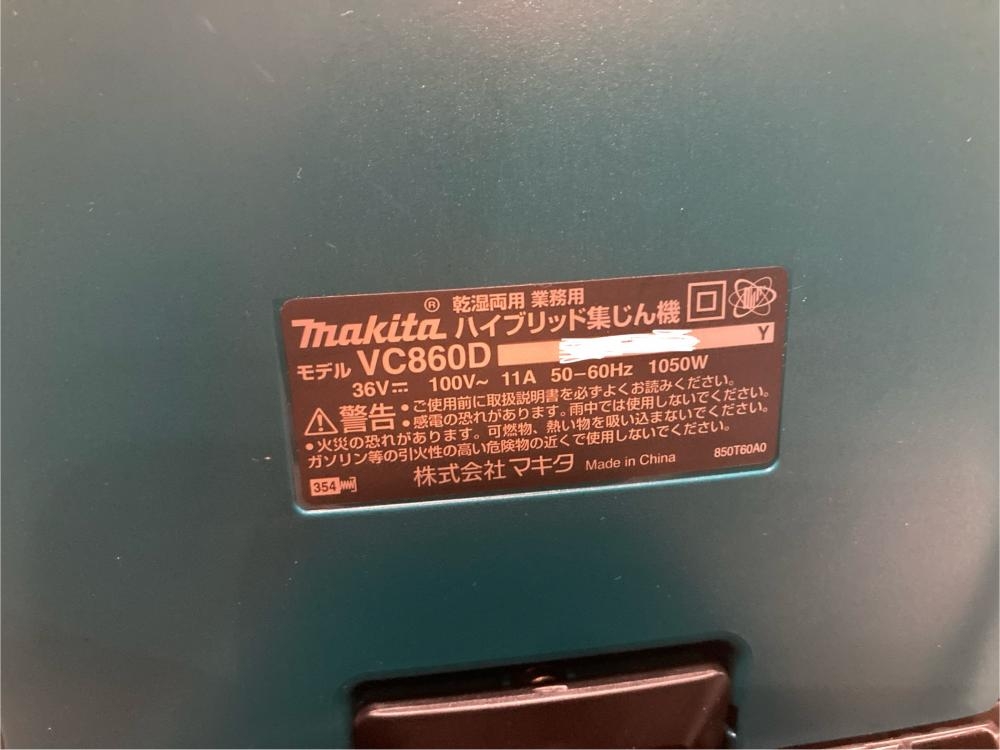 ® 乾湿両用 業務用
makita ハイブリッド集じん機
モデル VC860D Y
36V⎓ 100V~ 11A 50-60Hz 1050W
⚠警告:・ご使用前に取扱説明書を必ずよくお読みください。
・感電の恐れがあります。雨中では使用しないでください。
・火災の恐れがあります。可燃物、熱い物を吸い込まないでください。
ガソリン等の引火性の高い危険物の近くで使用しないでください。
株式会社マキタ Made in China 850T60A0
354